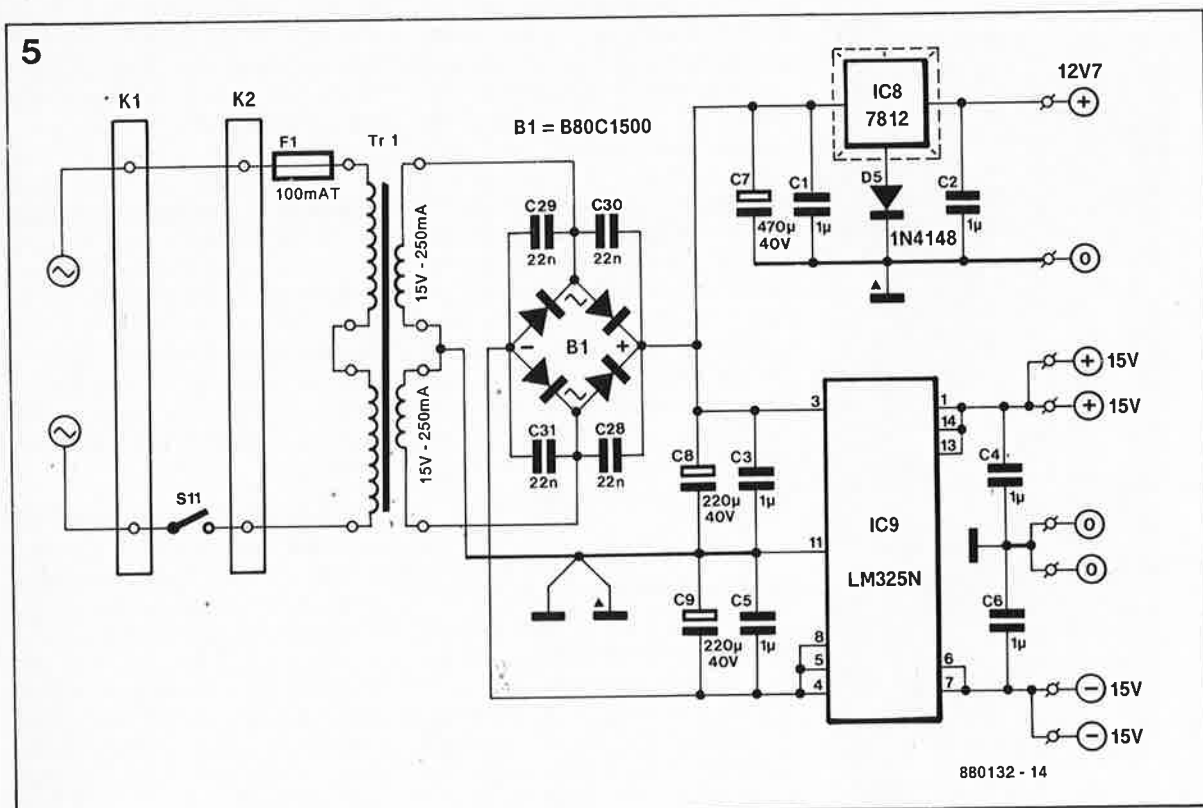 5
K1
K2
F1
100mAT
Tr 1
S11
15V - 250mA
15V - 250mA
B1 = B80C1500
C29
22n
C30
22n
~
B1
-
+
~
C31
22n
C28
22n
C7
470µ
40V
C1
1µ
IC8
7812
D5
1N4148
C2
1µ
12V7
+
0
C8
220µ
40V
C3
1µ
C9
220µ
40V
C5
1µ
3
11
8
5
4
IC9
LM325N
1
14
13
6
7
C4
1µ
C6
1µ
+ 15V
+ 15V
0
0
- 15V
- 15V
880132 - 14